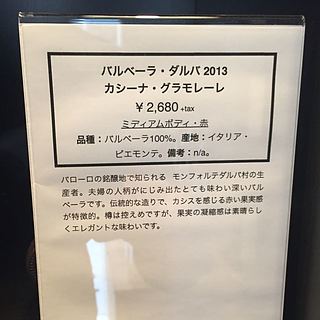 バルベーラ・ダルバ 2013
カシーナ・グラモレーレ
¥ 2,680 +tax
ミディアムボディ・赤
品種：バルベーラ100%。産地：イタリア・
ピエモンテ。備考：n/a。
バローロの銘醸地で知られる モンフォルテダルバ村の生
産者。夫婦の人柄がにじみ出たとても味わい深いバル
ベーラです。伝統的な造りで、カシスを感じる赤い果実感
が特徴的。樽は控えめですが、果実の凝縮感は素晴らし
くエレガントな味わいです。